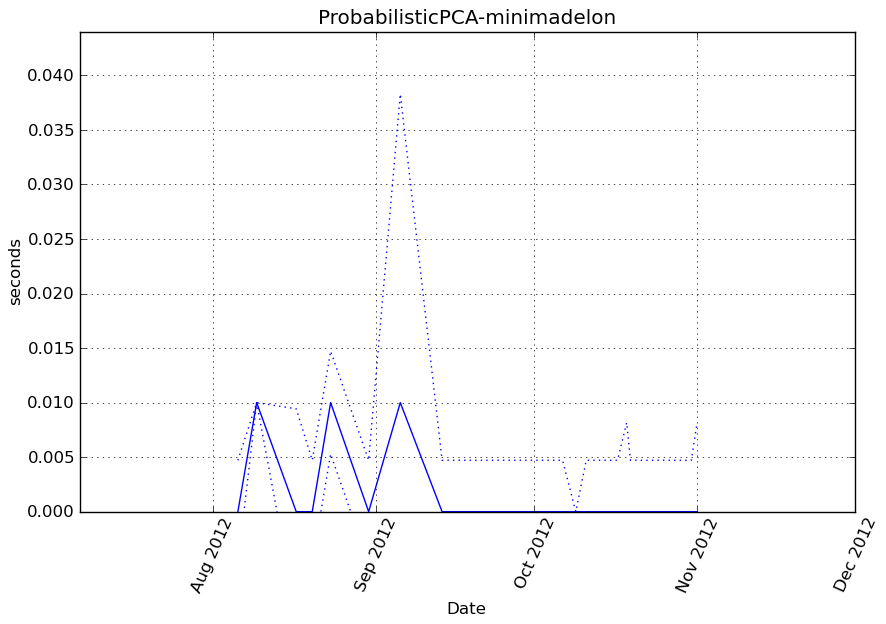 ProbabilisticPCA-minimadelon
0.040
0.035
0.030
0.025
0.020
0.015
0.010
0.005
0.000
seconds
Aug 2012
Sep 2012
Oct 2012
Nov 2012
Dec 2012
Date